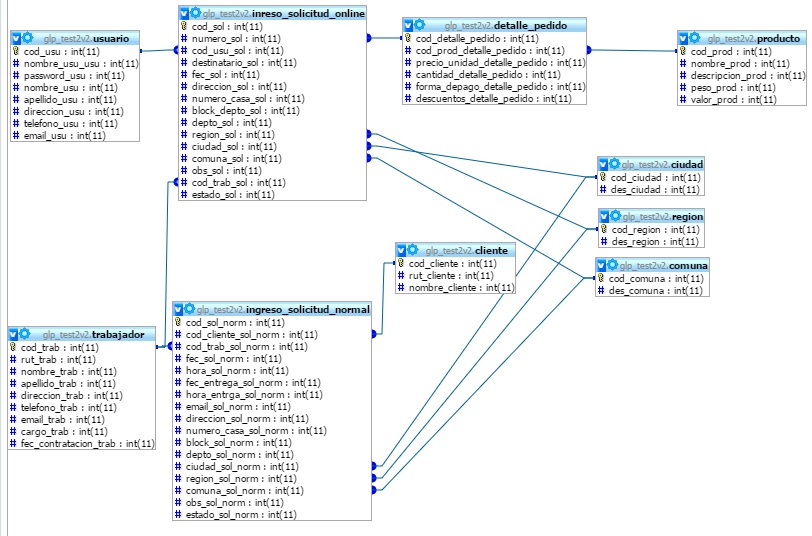 glp_test2v2.usuario
cod_usu : int(11)
nombre_usu_usu : int(11)
password_usu : int(11)
nombre_usu : int(11)
apellido_usu : int(11)
direccion_usu : int(11)
telefono_usu : int(11)
email_usu : int(11)
glp_test2v2.inreso_solicitud_online
cod_sol : int(11)
numero_sol : int(11)
cod_usu_sol : int(11)
destinatario_sol : int(11)
fec_sol : int(11)
direccion_sol : int(11)
numero_casa_sol : int(11)
block_depto_sol : int(11)
depto_sol : int(11)
region_sol : int(11)
ciudad_sol : int(11)
comuna_sol : int(11)
obs_sol : int(11)
cod_trab_sol : int(11)
estado_sol : int(11)
glp_test2v2.detalle_pedido
cod_detalle_pedido : int(11)
cod_prod_detalle_pedido : int(11)
precio_unidad_detalle_pedido : int(11)
cantidad_detalle_pedido : int(11)
forma_depago_detalle_pedido : int(11)
descuentos_detalle_pedido : int(11)
glp_test2v2.producto
cod_prod : int(11)
nombre_prod : int(11)
descripcion_prod : int(11)
peso_prod : int(11)
valor_prod : int(11)
glp_test2v2.ciudad
cod_ciudad : int(11)
des_ciudad : int(11)
glp_test2v2.region
cod_region : int(11)
des_region : int(11)
glp_test2v2.comuna
cod_comuna : int(11)
des_comuna : int(11)
glp_test2v2.cliente
cod_cliente : int(11)
rut_cliente : int(11)
nombre_cliente : int(11)
glp_test2v2.trabajador
cod_trab : int(11)
rut_trab : int(11)
nombre_trab : int(11)
apellido_trab : int(11)
direccion_trab : int(11)
telefono_trab : int(11)
email_trab : int(11)
cargo_trab : int(11)
fec_contratacion_trab : int(11)
glp_test2v2.ingreso_solicitud_normal
cod_sol_norm : int(11)
cod_cliente_sol_norm : int(11)
cod_trab_sol_norm : int(11)
fec_sol_norm : int(11)
hora_sol_norm : int(11)
fec_entrega_sol_norm : int(11)
hora_entrga_sol_norm : int(11)
email_sol_norm : int(11)
direccion_sol_norm : int(11)
numero_casa_sol_norm : int(11)
block_sol_norm : int(11)
depto_sol_norm : int(11)
ciudad_sol_norm : int(11)
region_sol_norm : int(11)
comuna_sol_norm : int(11)
obs_sol_norm : int(11)
estado_sol_norm : int(11)